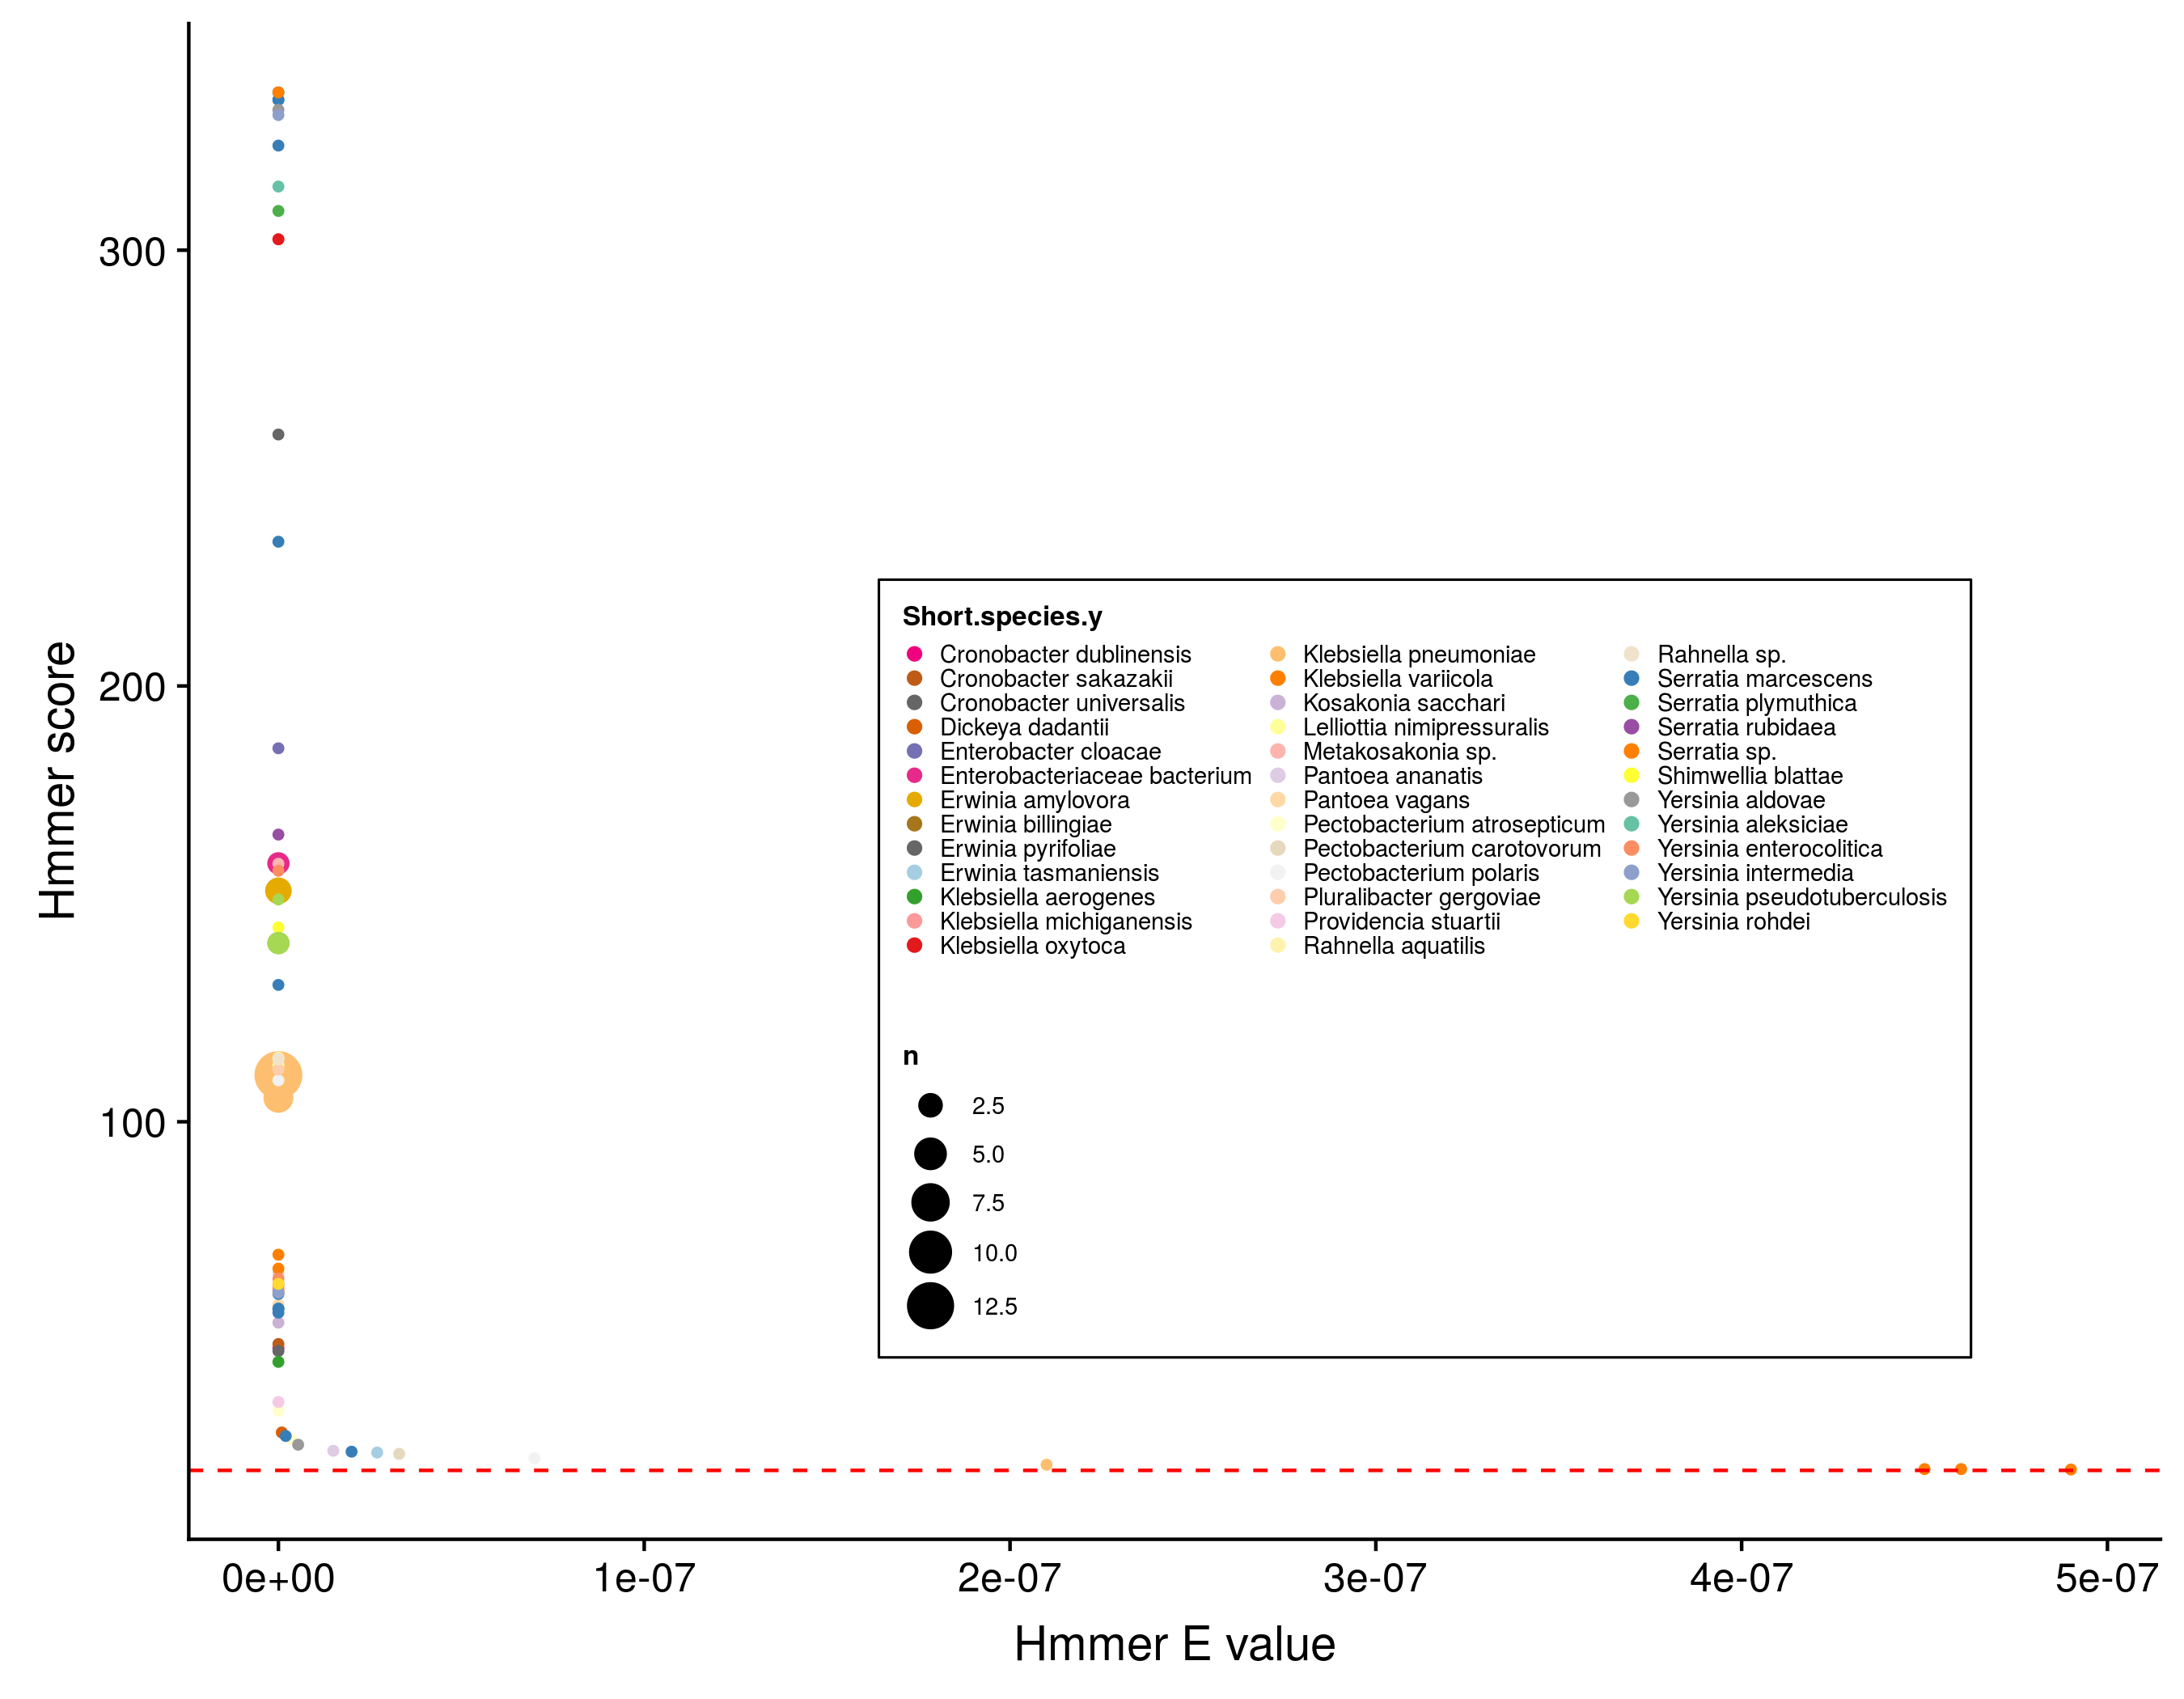 Hmmer score
300
200
100
Short.species.y
Cronobacter dublinensis
Cronobacter sakazakii
Cronobacter universalis
Dickeya dadantii
Enterobacter cloacae
Enterobacteriaceae bacterium
Erwinia amylovora
Erwinia billingiae
Erwinia pyrifoliae
Erwinia tasmaniensis
Klebsiella aerogenes
Klebsiella michiganensis
Klebsiella oxytoca
Klebsiella pneumoniae
Klebsiella variicola
Kosakonia sacchari
Lelliottia nimipressuralis
Metakosakonia sp.
Pantoea ananatis
Pantoea vagans
Pectobacterium atrosepticum
Pectobacterium carotovorum
Pectobacterium polaris
Pluralibacter gergoviae
Providencia stuartii
Rahnella aquatilis
Rahnella sp.
Serratia marcescens
Serratia plymuthica
Serratia rubidaea
Serratia sp.
Shimwellia blattae
Yersinia aldovae
Yersinia aleksiciae
Yersinia enterocolitica
Yersinia intermedia
Yersinia pseudotuberculosis
Yersinia rohdei
n
2.5
5.0
7.5
10.0
12.5
0e+00 1e-07 2e-07 3e-07 4e-07 5e-07
Hmmer E value